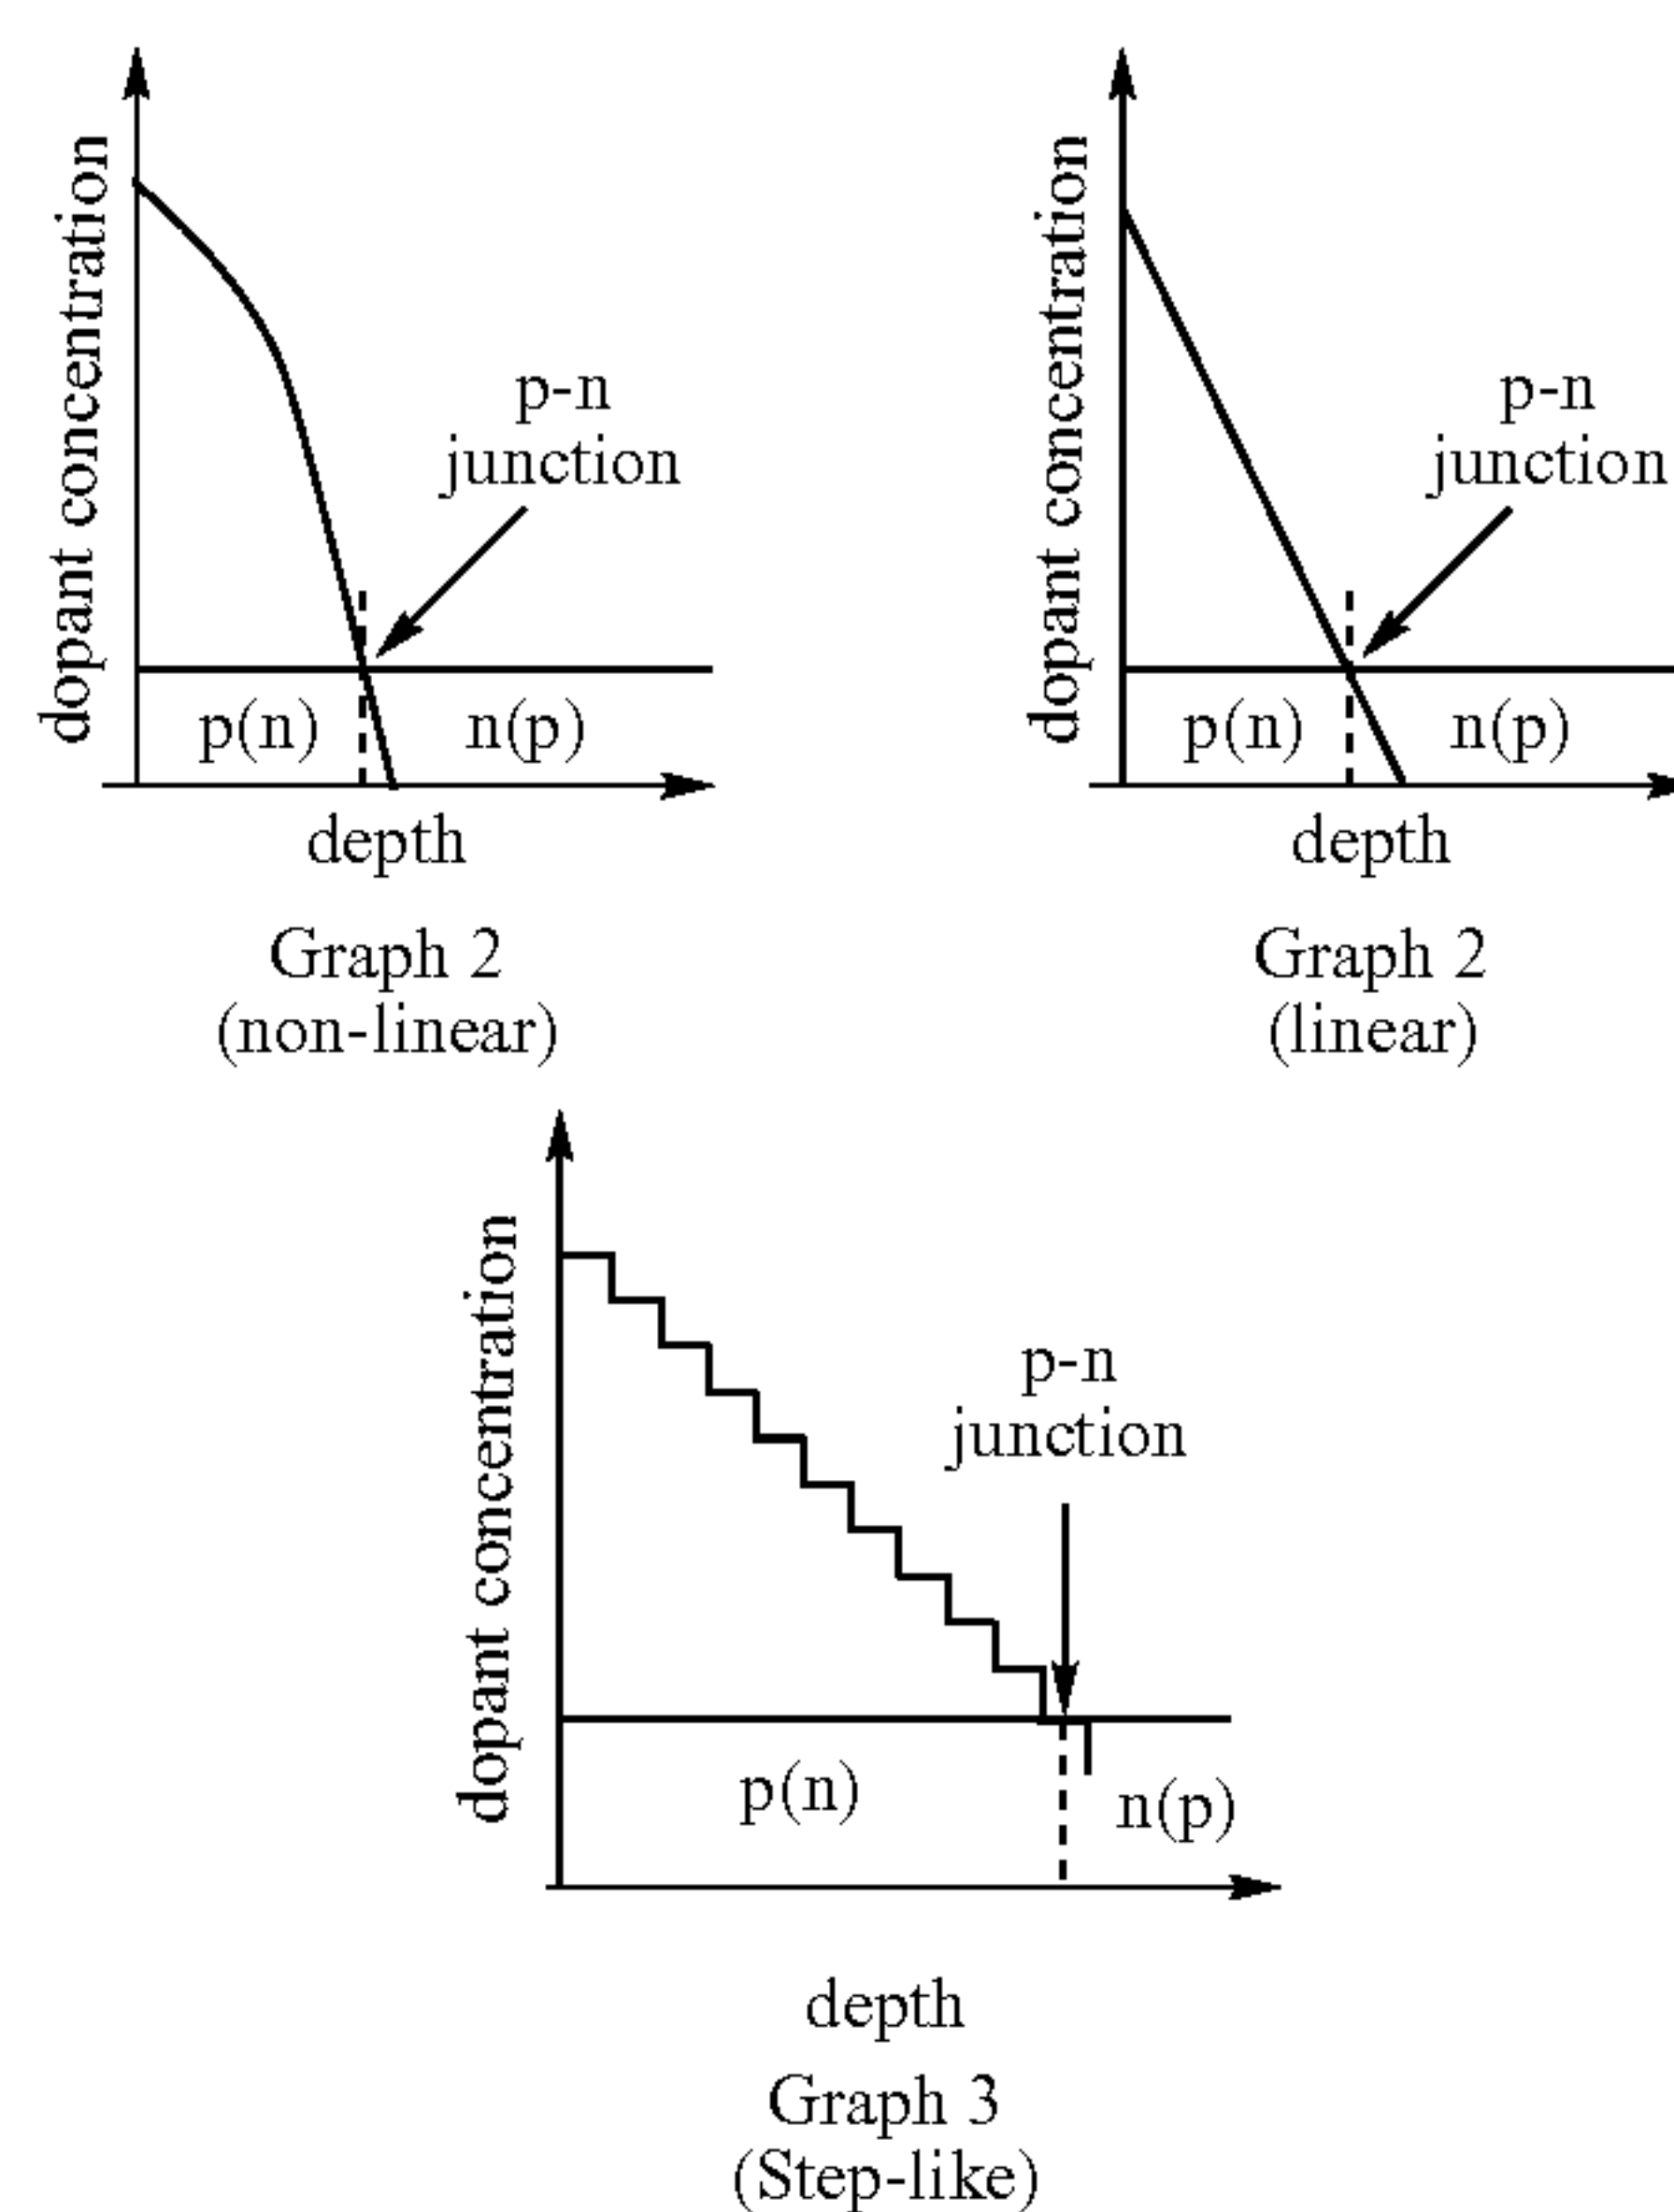 dopant concentration
p-n
junction
p(n)
n(p)
depth
Graph 2
(non-linear)
dopant concentration
p-n
junction
p(n)
n(p)
depth
Graph 2
(linear)
dopant concentration
p-n
junction
p(n)
n(p)
depth
Graph 3
(Step-like)